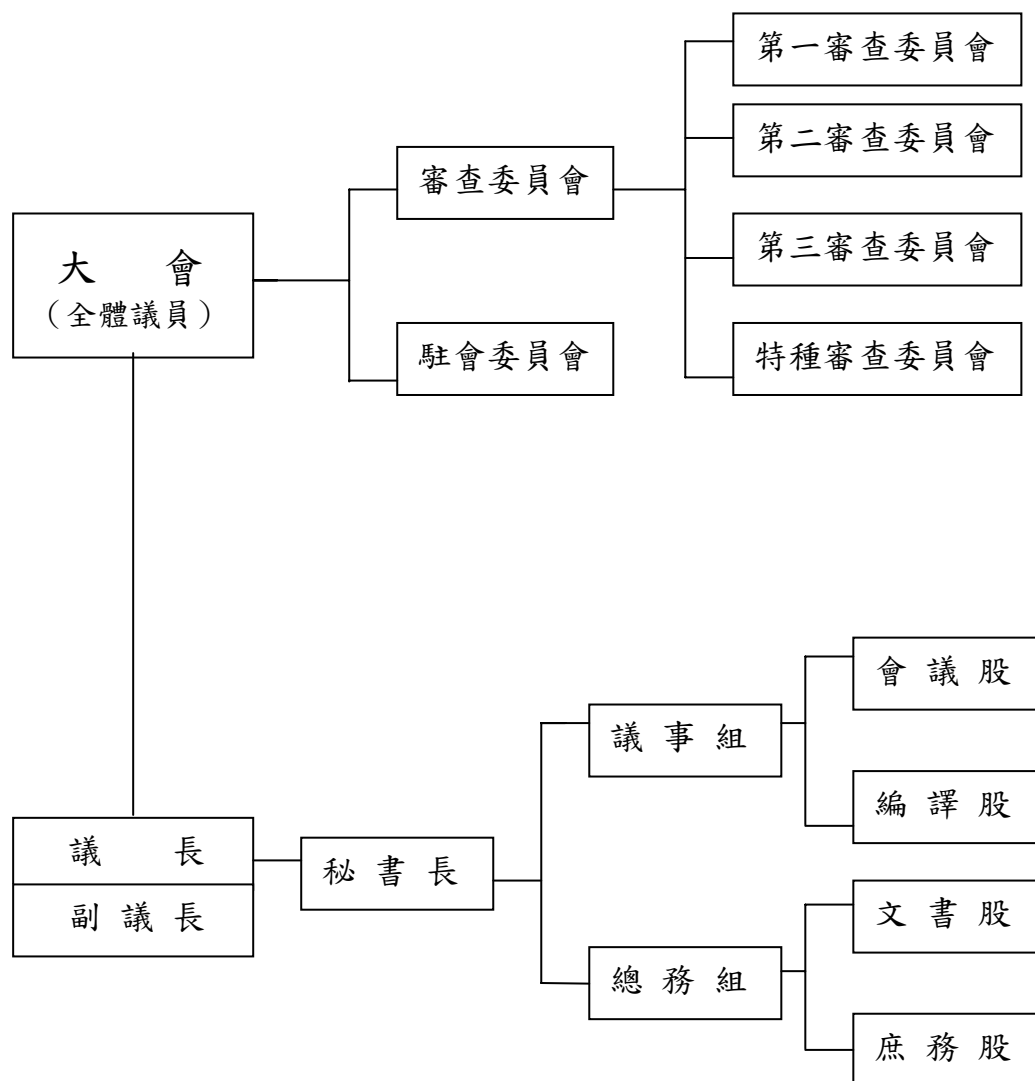 大會
（全體議員）
審查委員會
駐會委員會
第一審查委員會
第二審查委員會
第三審查委員會
特種審查委員會
議長
副議長
秘書長
議事組
總務組
會議股
編譯股
文書股
庶務股